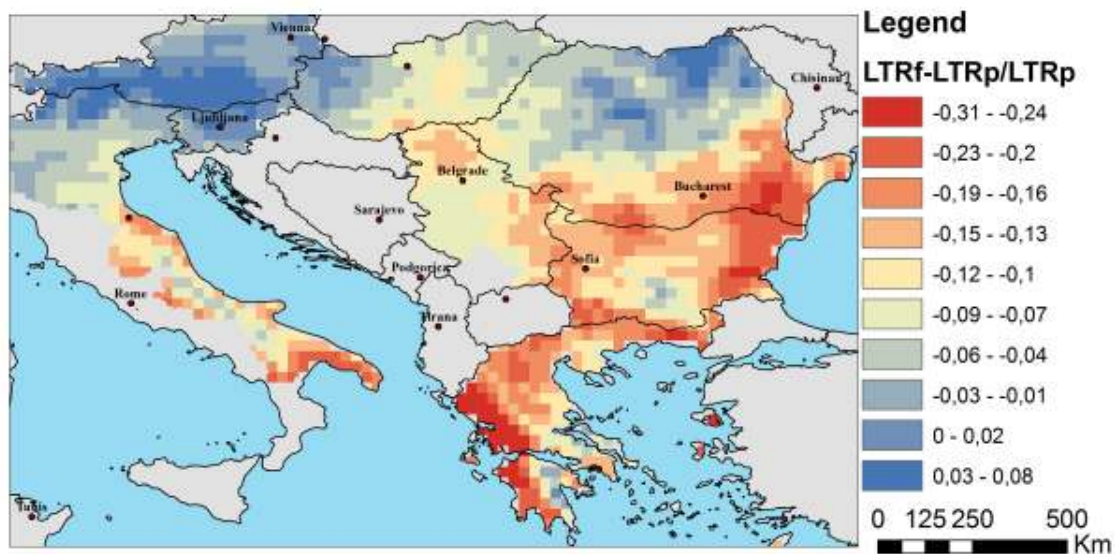 Legend
LTRf-LTRp/LTRp
-0,31 - -0,24
-0,23 - -0,2
-0,19 - -0,16
-0,15 - -0,13
-0,12 - -0,1
-0,09 - -0,07
-0,06 - -0,04
-0,03 - -0,01
0 - 0,02
0,03 - 0,08
0 125 250 500
Km
Vienna
Chisinau
Ljubljana
Belgrade
Bucharest
Sarajevo
Sofia
Podgorica
Rome
Tirana
Tunis